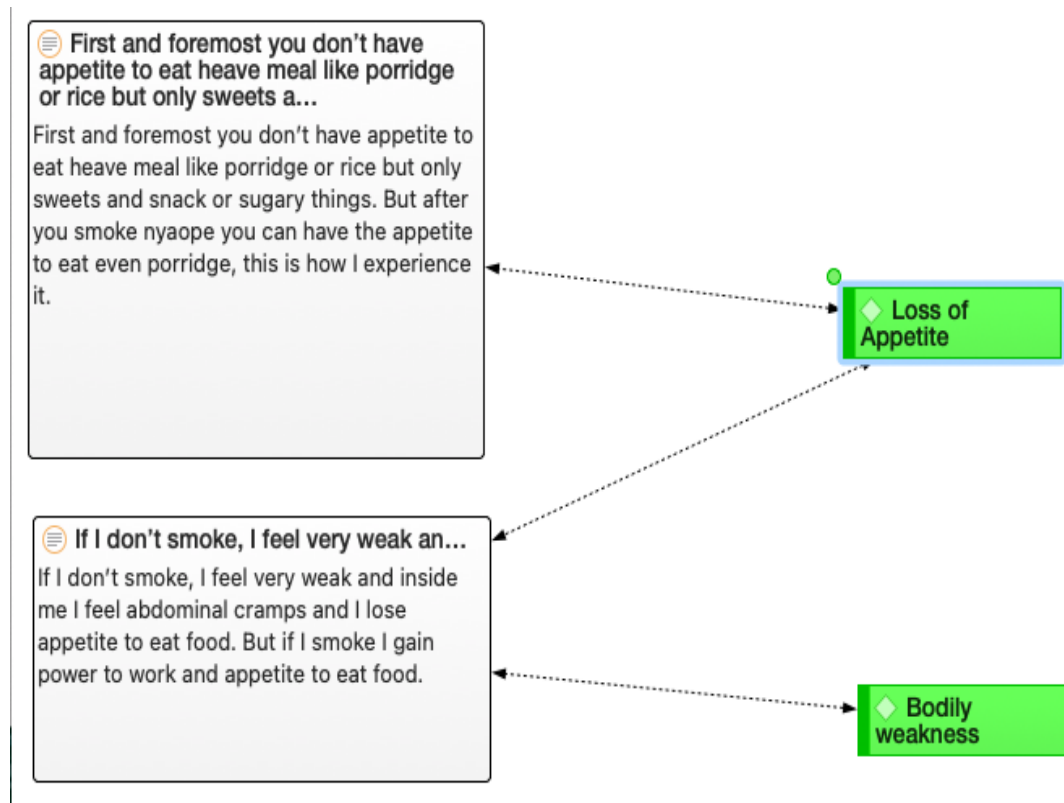 First and foremost you don't have
appetite to eat heave meal like porridge
or rice but only sweets a...
First and foremost you don't have appetite to
eat heave meal like porridge or rice but only
sweets and snack or sugary things. But after
you smoke nyaope you can have the appetite
to eat even porridge, this is how I experience
it.
Loss of
Appetite
If I don't smoke, I feel very weak an...
If I don't smoke, I feel very weak and inside
me I feel abdominal cramps and I lose
appetite to eat food. But if I smoke I gain
power to work and appetite to eat food.
Bodily
weakness